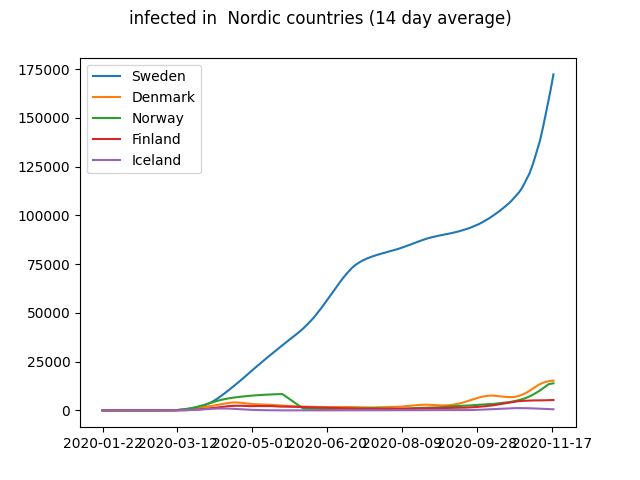 infected in  Nordic countries (14 day average)
175000
150000
125000
100000
75000
50000
25000
0
Sweden
Denmark
Norway
Finland
Iceland
2020-01-22 2020-03-12 2020-05-01 2020-06-20 2020-08-09 2020-09-28 2020-11-17